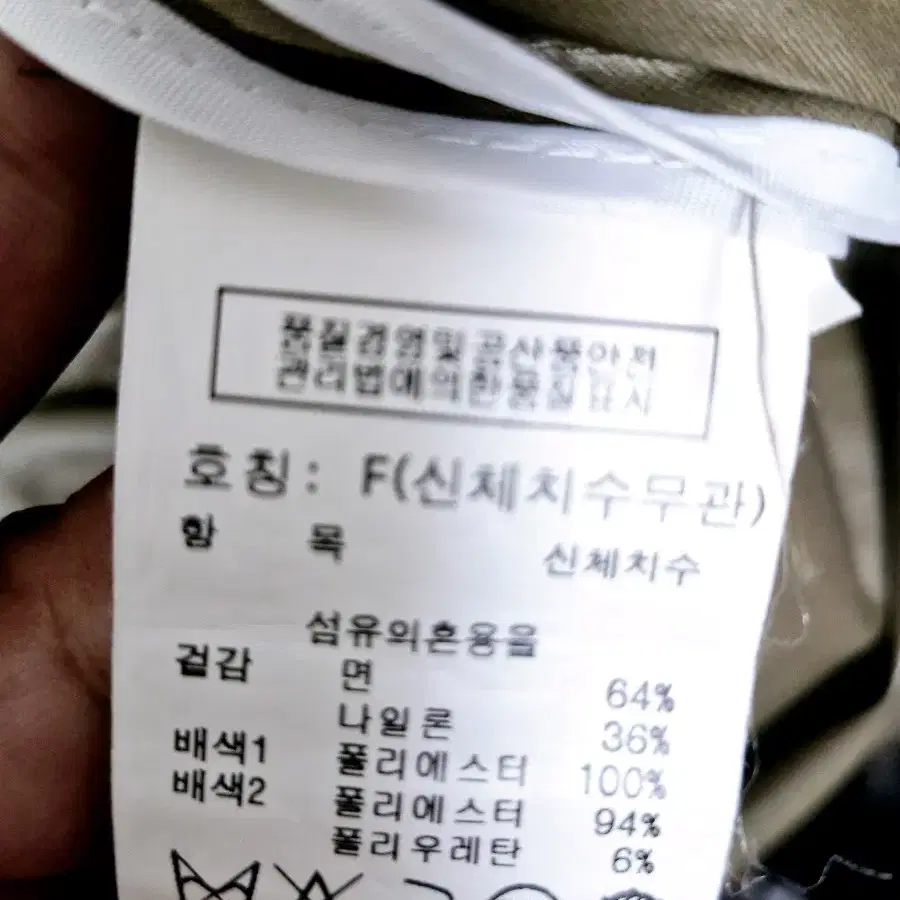 품질경영및공산품안전
관리법에의한품질표시
호칭: F(신체치수무관)
항 목 신체치수
섬유의혼용율
겉감 면 64%
나일론 36%
배색1 폴리에스터 100%
배색2 폴리에스터 94%
폴리우레탄 6%